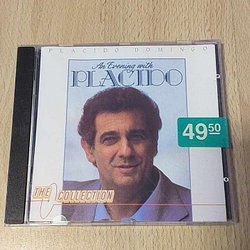 PLACIDO DOMINGO
An Evening with
PLACIDO
49.50
THE
COLLECTION